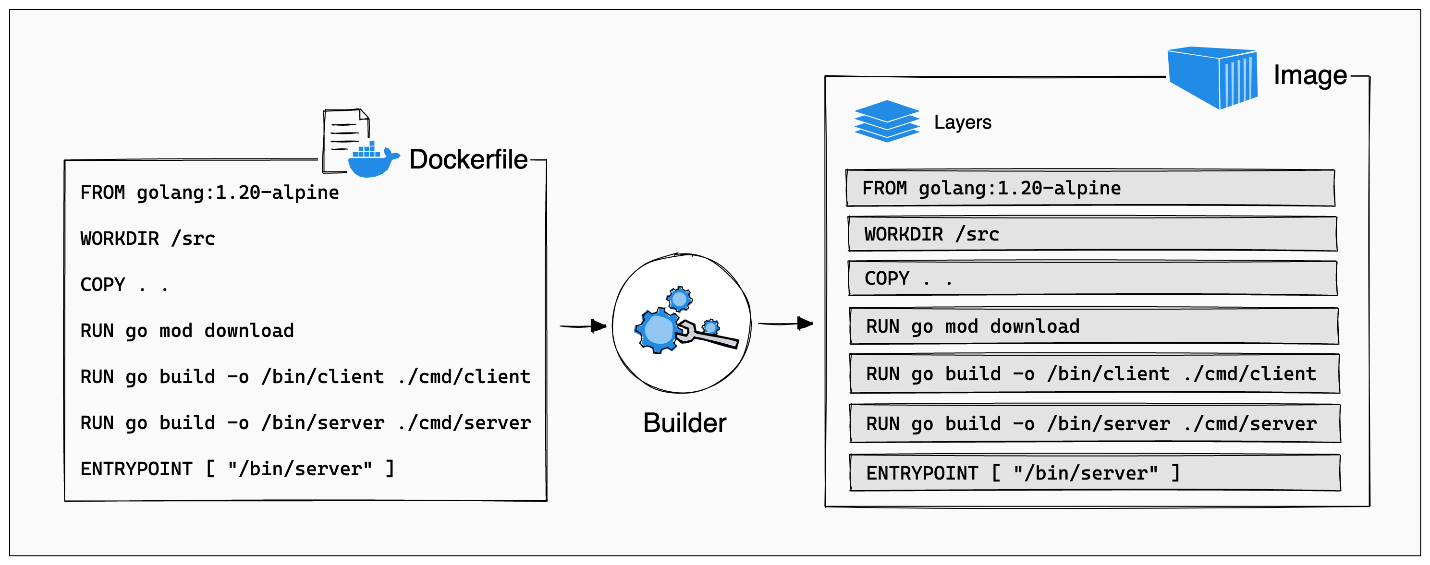 Dockerfile
FROM golang:1.20-alpine
WORKDIR /src
COPY . .
RUN go mod download
RUN go build -o /bin/client ./cmd/client
RUN go build -o /bin/server ./cmd/server
ENTRYPOINT [ "/bin/server" ]
Builder
Image
Layers
FROM golang:1.20-alpine
WORKDIR /src
COPY . .
RUN go mod download
RUN go build -o /bin/client ./cmd/client
RUN go build -o /bin/server ./cmd/server
ENTRYPOINT [ "/bin/server" ]